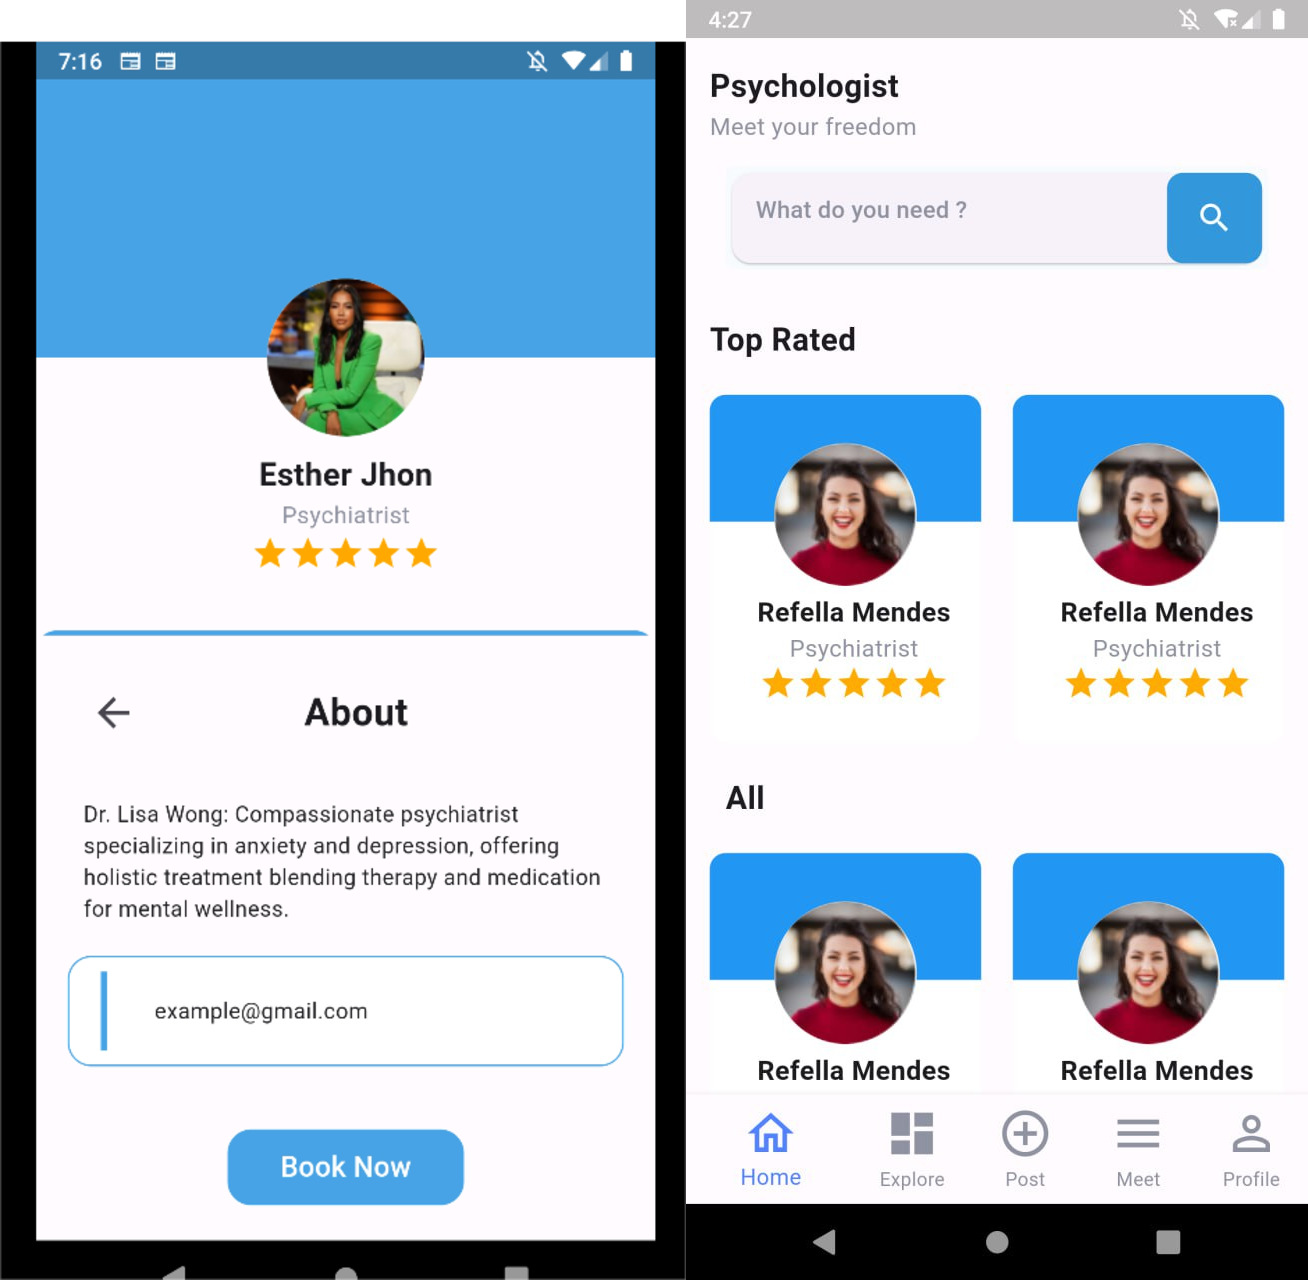 7:16
Esther Jhon
Psychiatrist
About
Dr. Lisa Wong: Compassionate psychiatrist
specializing in anxiety and depression, offering
holistic treatment blending therapy and medication
for mental wellness.
example@gmail.com
Book Now
4:27
Psychologist
Meet your freedom
What do you need ?
Top Rated
Refella Mendes
Psychiatrist
Refella Mendes
Psychiatrist
All
Refella Mendes
Refella Mendes
Home
Explore
Post
Meet
Profile